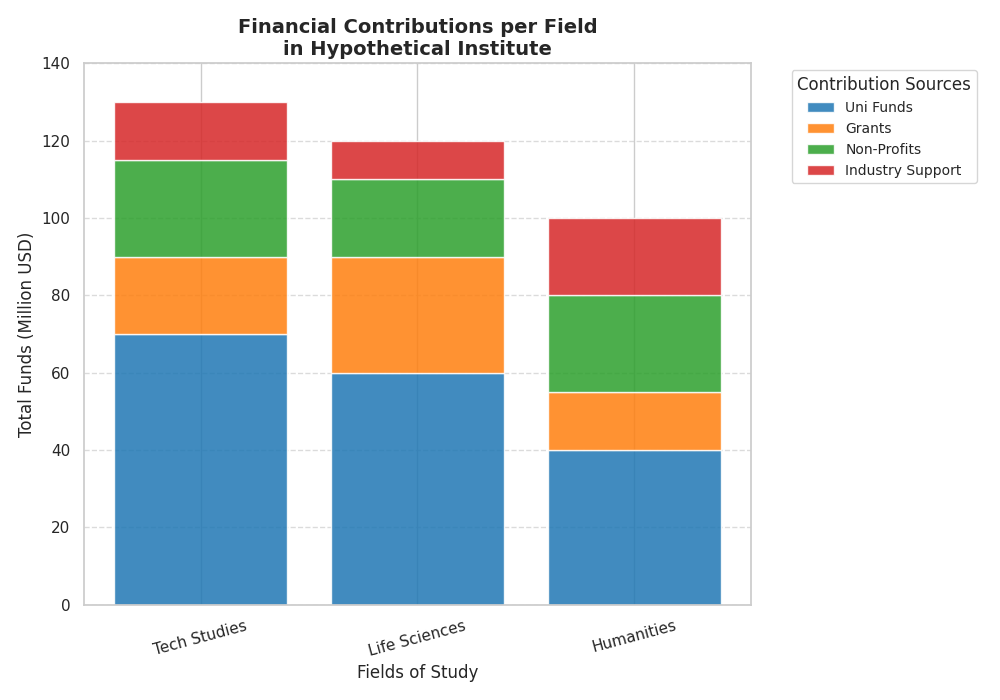 Financial Contributions per Field
in Hypothetical Institute
Total Funds (Million USD)
140
120
100
80
60
40
20
0
Tech Studies
Life Sciences
Humanities
Fields of Study
Contribution Sources
Uni Funds
Grants
Non-Profits
Industry Support